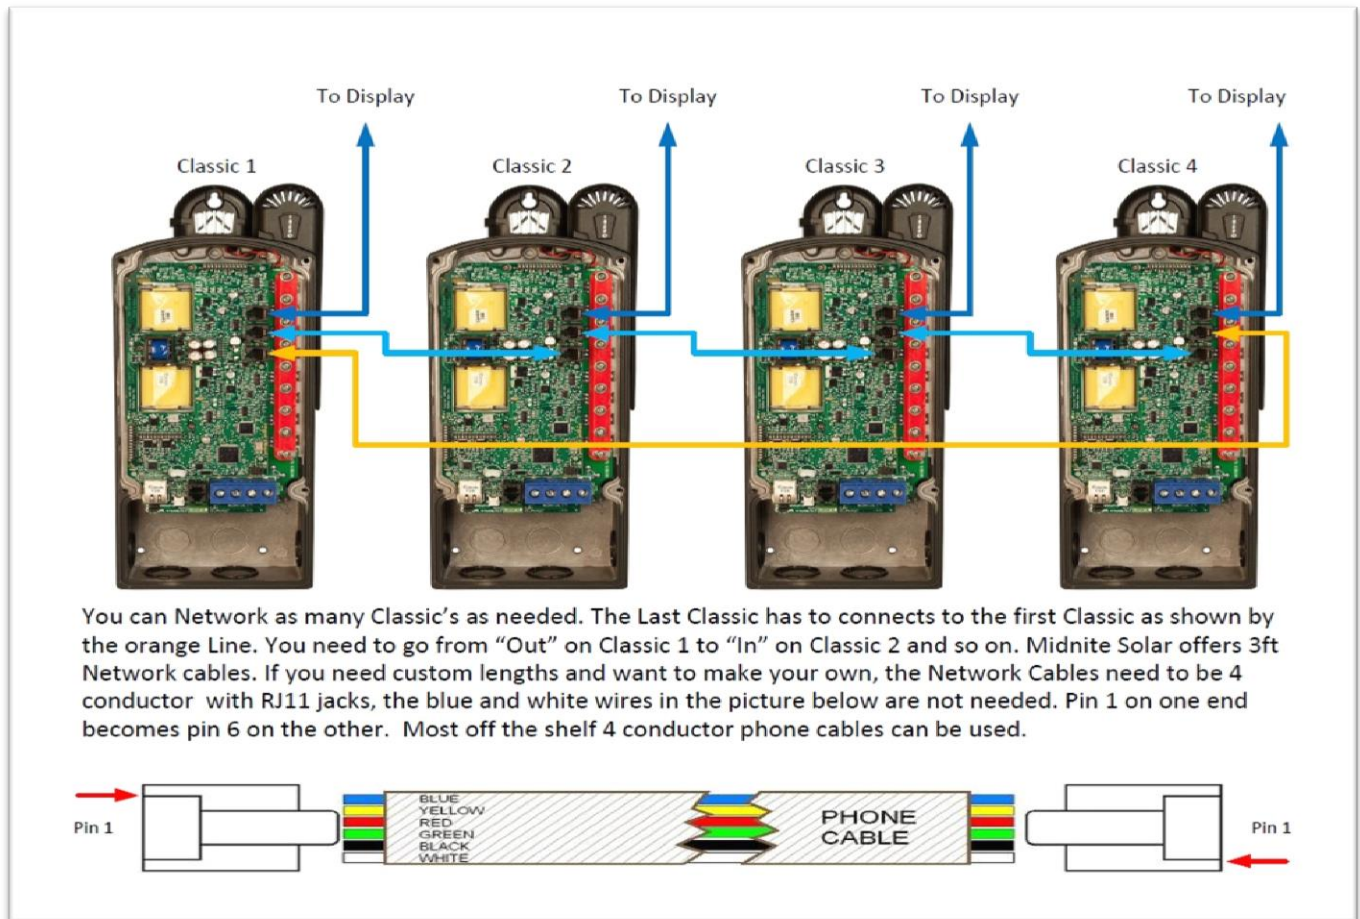 To Display To Display To Display To Display
Classic 1 Classic 2 Classic 3 Classic 4
You can Network as many Classic's as needed. The Last Classic has to connects to the first Classic as shown by
the orange Line. You need to go from “Out” on Classic 1 to “In” on Classic 2 and so on. Midnite Solar offers 3ft
Network cables. If you need custom lengths and want to make your own, the Network Cables need to be 4
conductor with RJ11 jacks, the blue and white wires in the picture below are not needed. Pin 1 on one end
becomes pin 6 on the other. Most off the shelf 4 conductor phone cables can be used.
Pin 1
BLUE
YELLOW
RED
GREEN
BLACK
WHITE
PHONE
CABLE
Pin 1